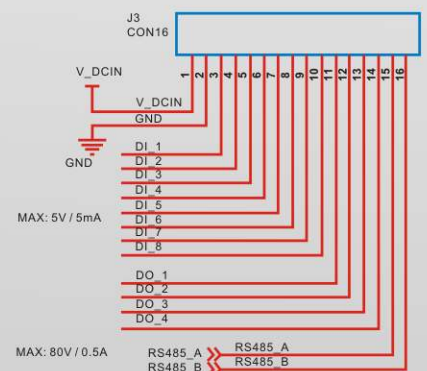 J3
CON16
1 2 3 4 5 6 7 8 9 10 11 12 13 14 15 16
V_DCIN
V_DCIN
GND
GND
DI_1
DI_2
DI_3
DI_4
DI_5
MAX: 5V / 5mA
DI_6
DI_7
DI_8
DO_1
DO_2
DO_3
DO_4
MAX: 80V / 0.5A
RS485_A RS485_A
RS485_B RS485_B